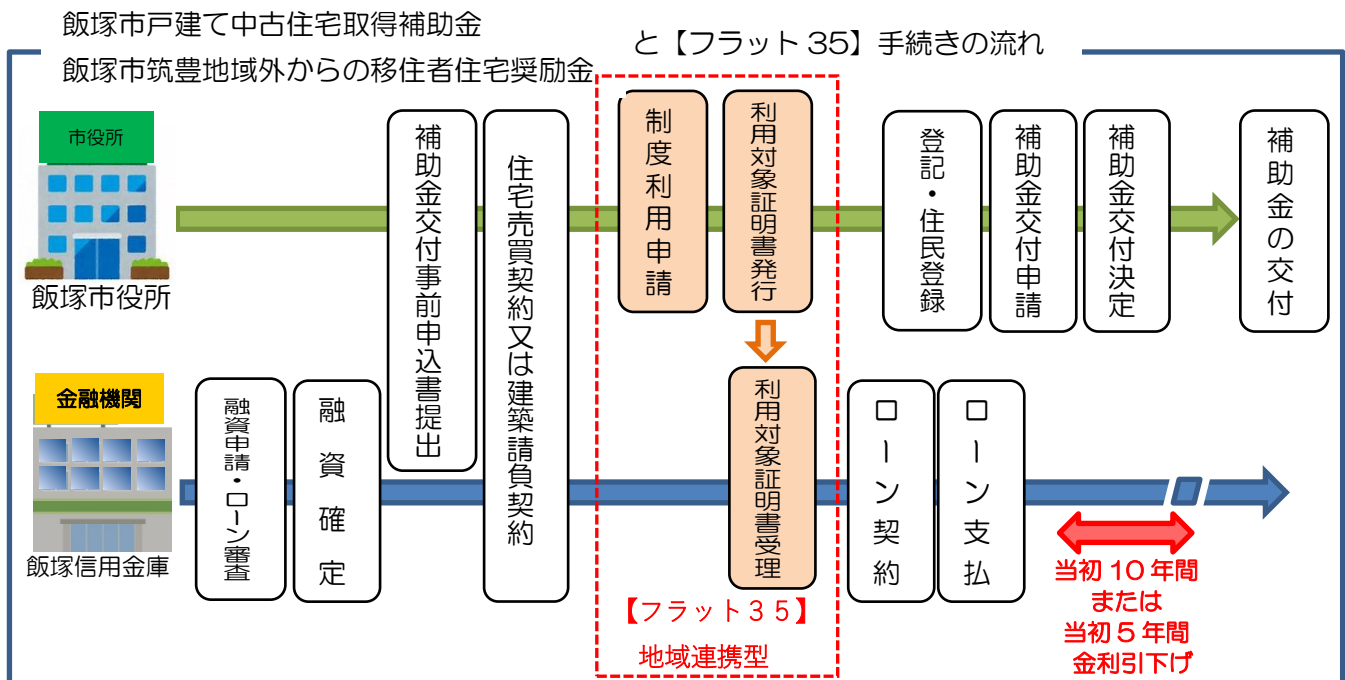 飯塚市戸建て中古住宅取得補助金
飯塚市筑豊地域外からの移住者住宅奨励金
と【フラット35】手続きの流れ
市役所
飯塚市役所
補助金交付事前申込書提出
住宅売買契約又は建築請負契約
制度利用申請
利用対象証明書発行
登記・住民登録
補助金交付申請
補助金交付決定
補助金の交付
金融機関
飯塚信用金庫
融資申請・ローン審査
融資確定
利用対象証明書受理
ローン契約
ローン支払
【フラット35】
地域連携型
当初10年間
または
当初5年間
金利引下げ